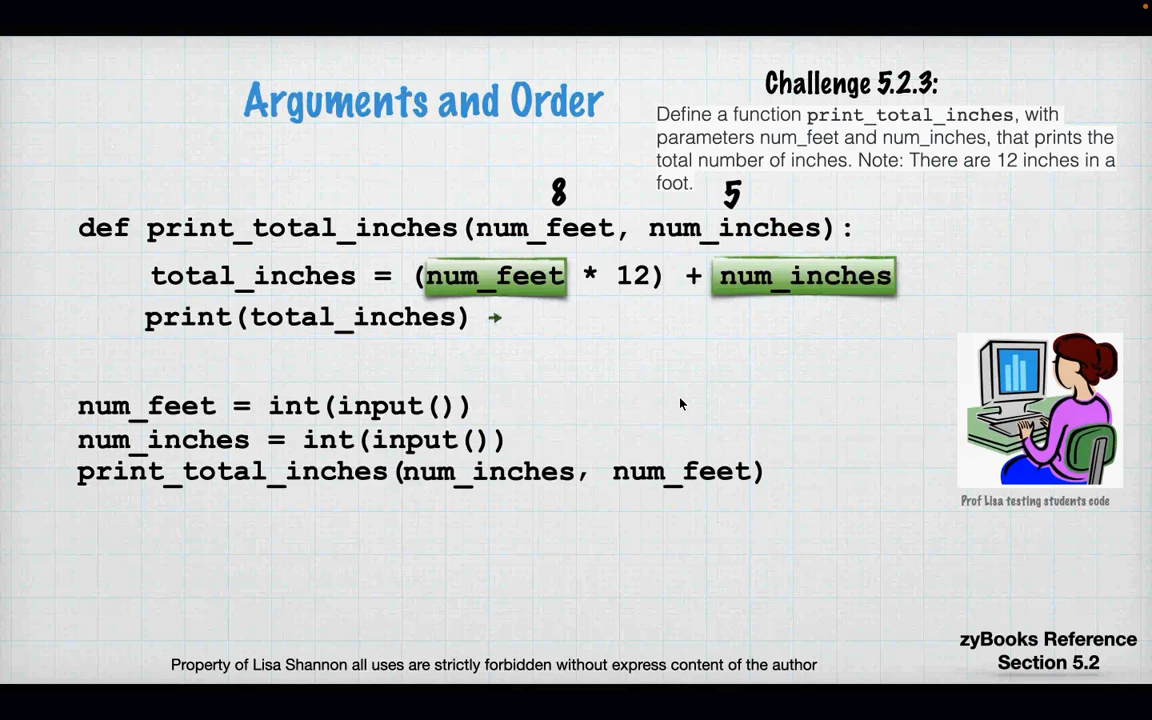 Arguments and Order
Challenge 5.2.3:
Define a function print_total_inches, with
parameters num_feet and num_inches, that prints the
total number of inches. Note: There are 12 inches in a
foot.
8 5
def print_total_inches(num_feet, num_inches):
total_inches = (num_feet * 12) + num_inches
print(total_inches)
num_feet = int(input())
num_inches = int(input())
print_total_inches(num_inches, num_feet)
Prof Lisa testing students code
zyBooks Reference
Section 5.2
Property of Lisa Shannon all uses are strictly forbidden without express content of the author